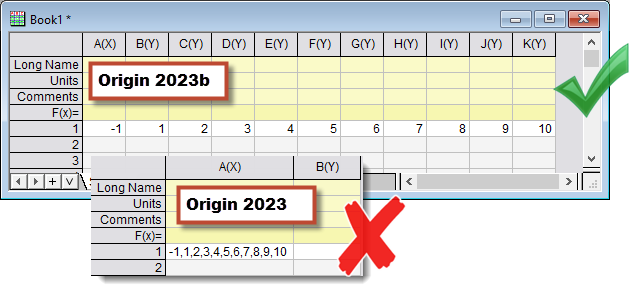 Book1 *
A(X) B(Y) C(Y) D(Y) E(Y) F(Y) G(Y) H(Y) I(Y) J(Y) K(Y)
Long Name
Units
Comments
F(x)=
Origin 2023b
1 -1 1 2 3 4 5 6 7 8 9 10
2
3
A(X) B(Y)
Long Name
Units
Comments
F(x)=
Origin 2023
1 -1,1,2,3,4,5,6,7,8,9,10
2